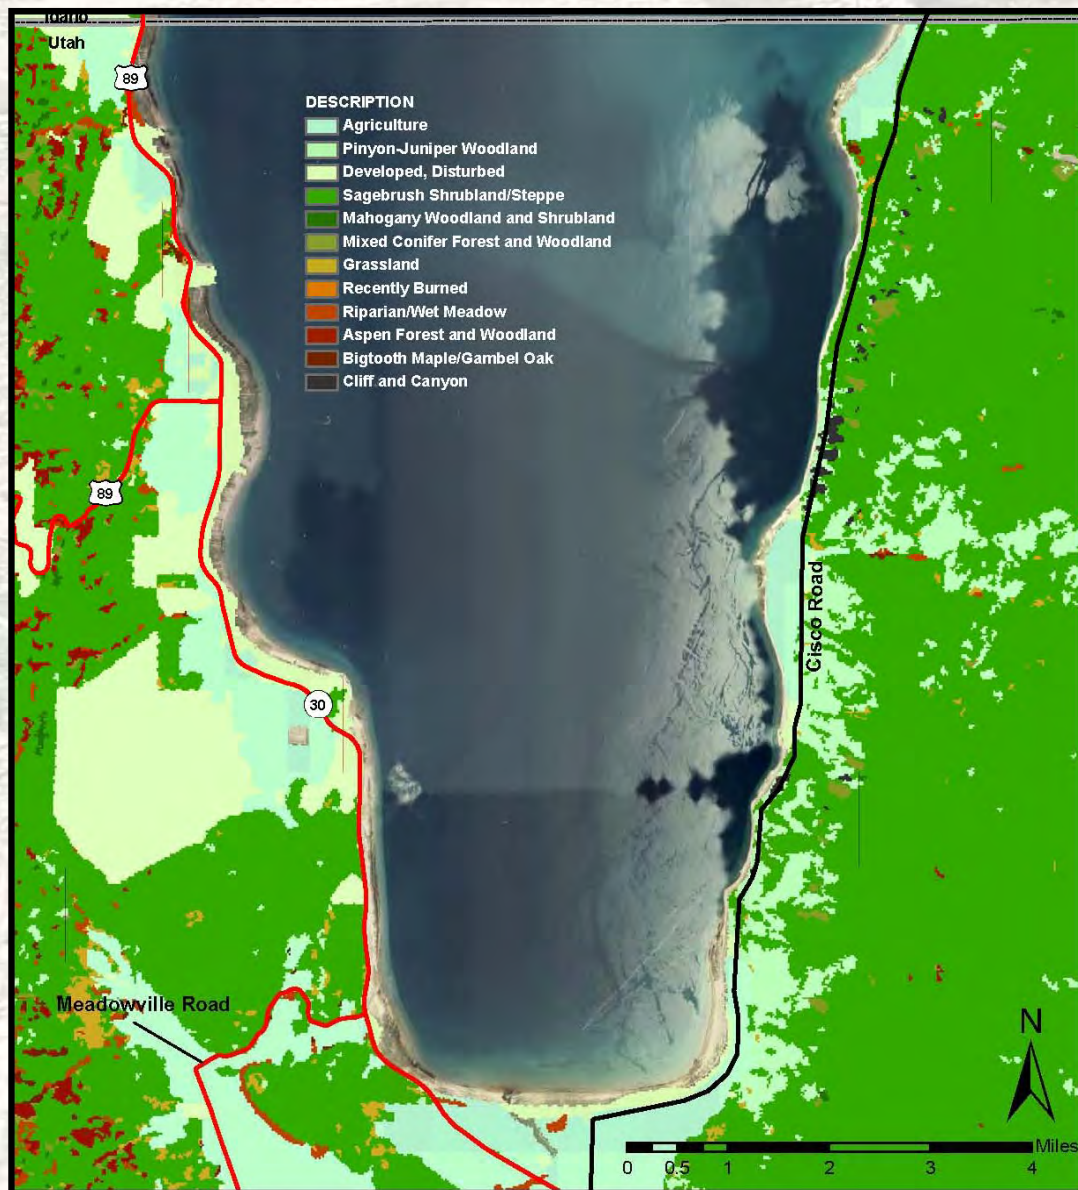 Idaho
Utah
89
DESCRIPTION
Agriculture
Pinyon-Juniper Woodland
Developed, Disturbed
Sagebrush Shrubland/Steppe
Mahogany Woodland and Shrubland
Mixed Conifer Forest and Woodland
Grassland
Recently Burned
Riparian/Wet Meadow
Aspen Forest and Woodland
Bigtooth Maple/Gambel Oak
Cliff and Canyon
89
Cisco Road
30
Meadowville Road
N
Miles
0 0.5 1 2 3 4